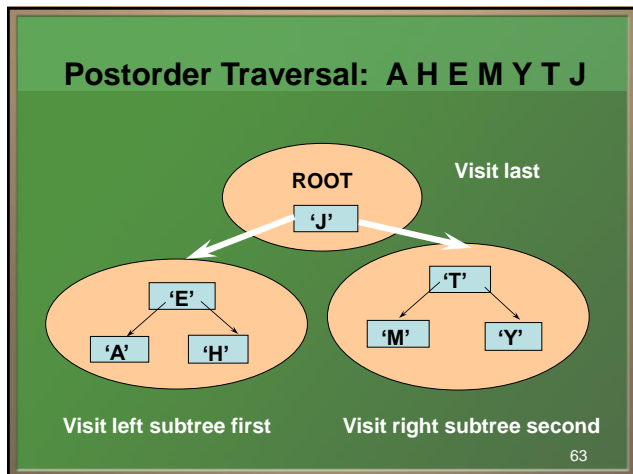 Postorder Traversal: A H E M Y T J
ROOT
Visit last
‘J’
‘E’
‘T’
‘A’
‘H’
‘M’
‘Y’
Visit left subtree first
Visit right subtree second
63